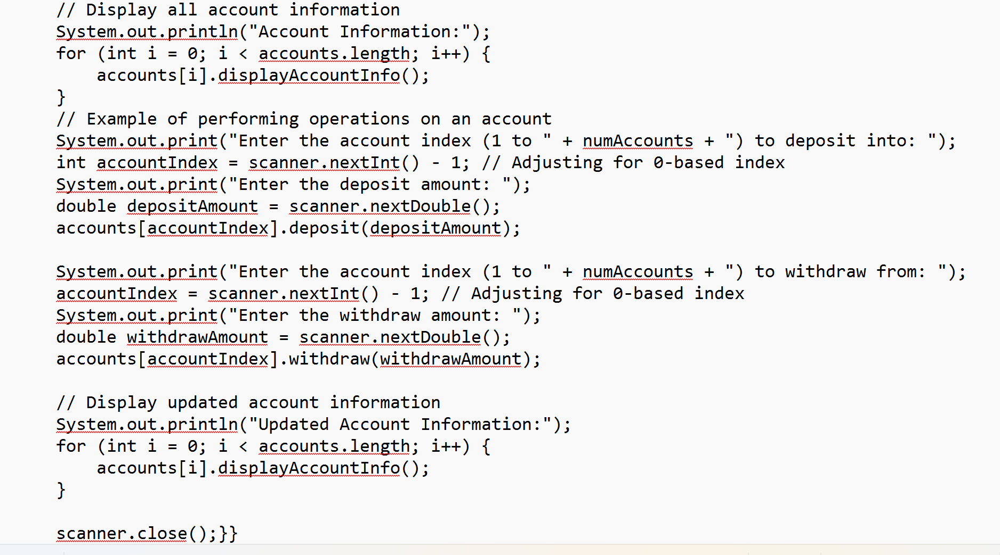 // Display all account information
System.out.println("Account Information:");
for (int i = 0; i < accounts.length; i++) {
    accounts[i].displayAccountInfo();
}
// Example of performing operations on an account
System.out.print("Enter the account index (1 to " + numAccounts + ") to deposit into: ");
int accountIndex = scanner.nextInt() - 1; // Adjusting for 0-based index
System.out.print("Enter the deposit amount: ");
double depositAmount = scanner.nextDouble();
accounts[accountIndex].deposit(depositAmount);

System.out.print("Enter the account index (1 to " + numAccounts + ") to withdraw from: ");
accountIndex = scanner.nextInt() - 1; // Adjusting for 0-based index
System.out.print("Enter the withdraw amount: ");
double withdrawAmount = scanner.nextDouble();
accounts[accountIndex].withdraw(withdrawAmount);

// Display updated account information
System.out.println("Updated Account Information:");
for (int i = 0; i < accounts.length; i++) {
    accounts[i].displayAccountInfo();
}

scanner.close();}}